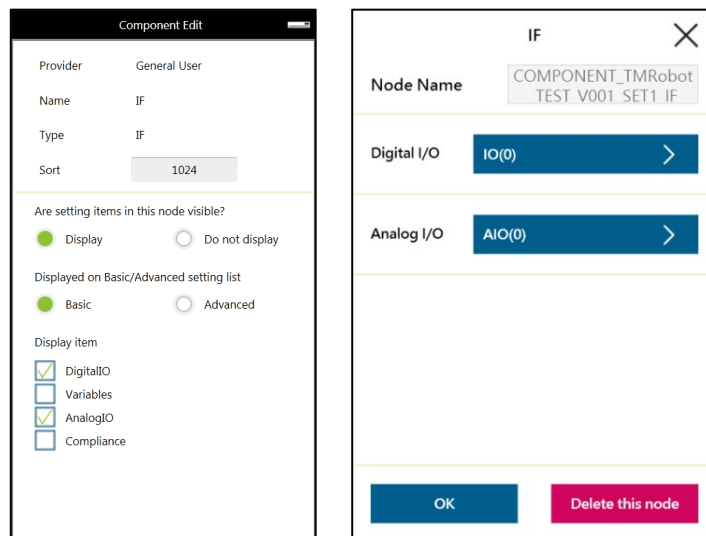 Component Edit
Provider General User
Name IF
Type IF
Sort 1024
Are setting items in this node visible?
Display Do not display
Displayed on Basic/Advanced setting list
Basic Advanced
Display item
DigitalIO
Variables
AnalogIO
Compliance
IF
Node Name COMPONENT_TMRobot
TEST_V001_SET1_IF
Digital I/O IO(0)
Analog I/O AIO(0)
OK Delete this node